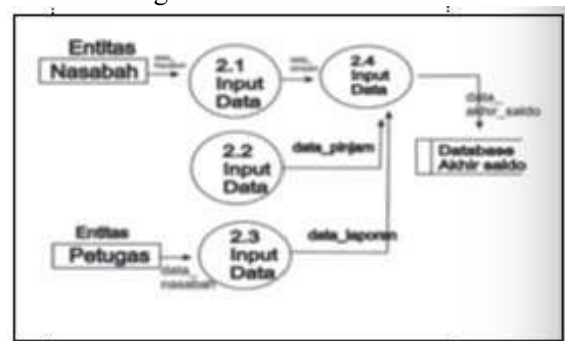 Entitas
Nasabah
2.1
Input
Data
2.4
Input
Data
data_
akhir_saldo
2.2
Input
Data
data_pinjam
Database
Akhir saldo
Entitas
Petugas
data_
nasabah
2.3
Input
Data
data_laporan